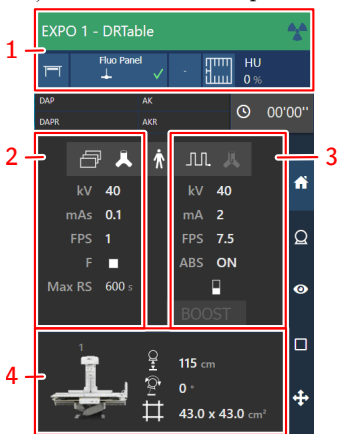 EXPO 1 - DRTable
1
Fluo Panel
-
HU
0 %
DAP
AK
DAPR
AKR
00'00''
2
3
kV 40
kV 40
mAs 0.1
mA 2
FPS 1
FPS 7.5
F
ABS ON
Max RS 600 s
BOOST
4
1
115 cm
0 °
43.0 x 43.0 cm²